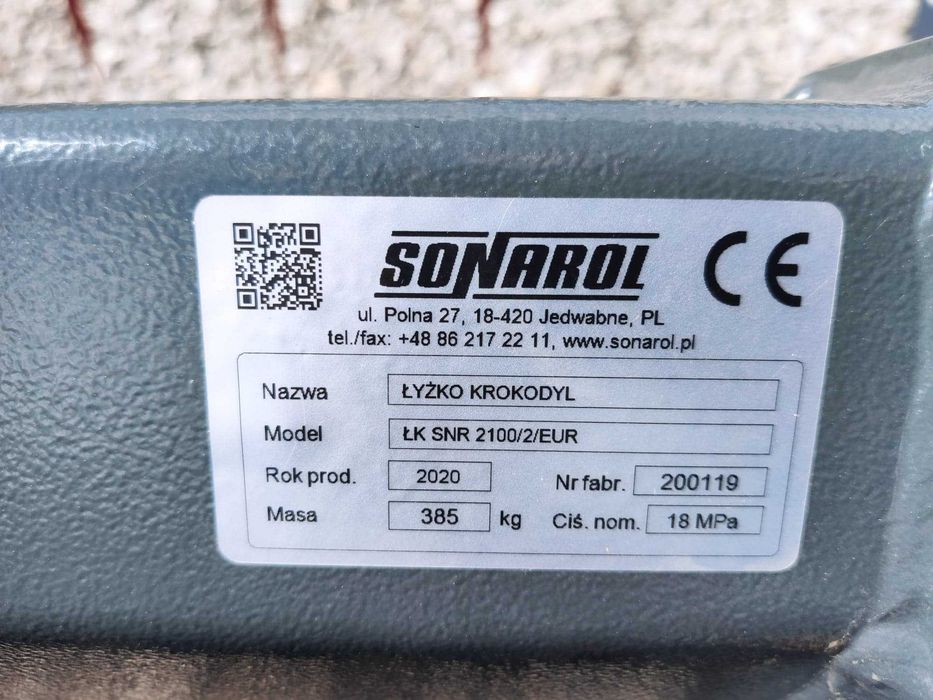 SONAROL
CE
ul. Polna 27, 18-420 Jedwabne, PL
tel./fax: +48 86 217 22 11, www.sonarol.pl
Nazwa ŁYŻKO KROKODYL
Model ŁK SNR 2100/2/EUR
Rok prod. 2020 Nr fabr. 200119
Masa 385 kg Ciś. nom. 18 MPa